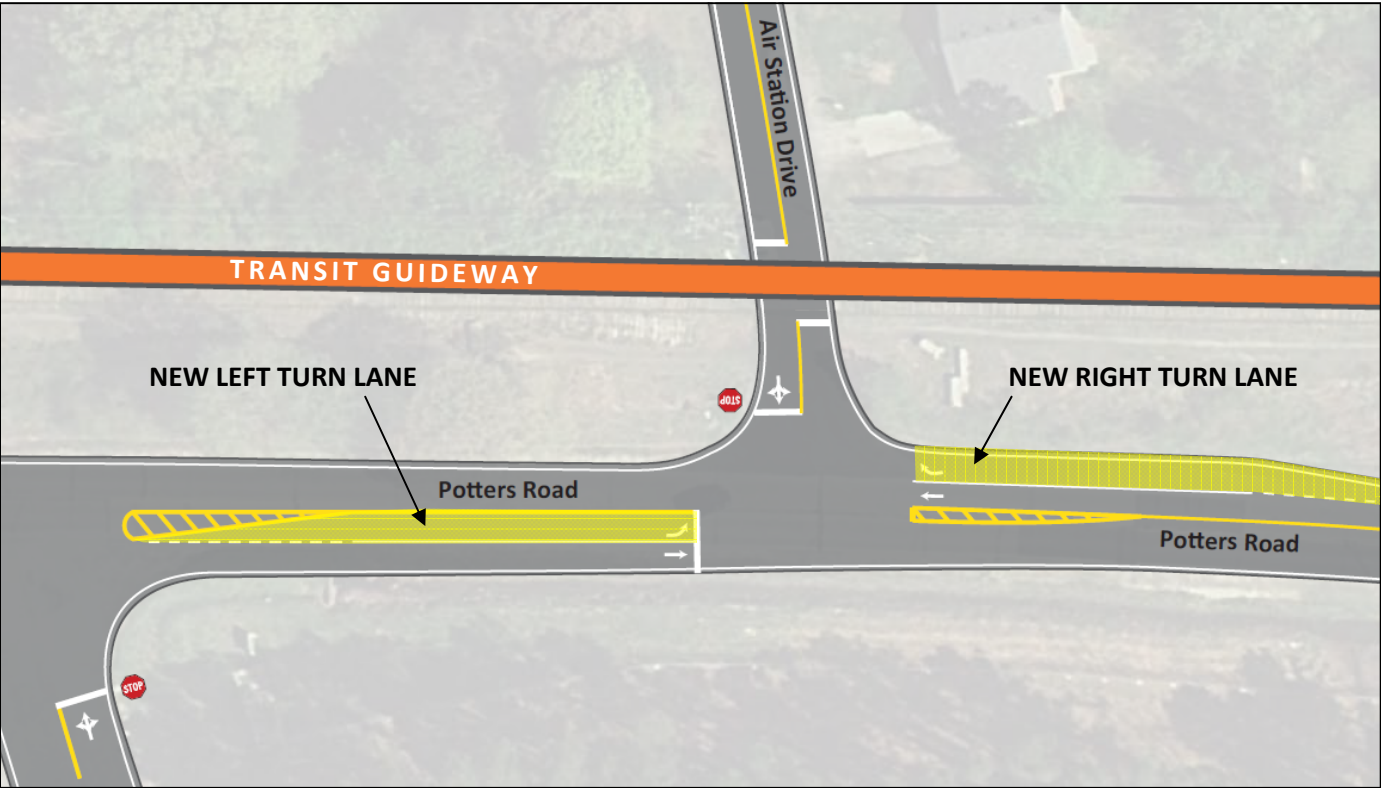 Air Station Drive
TRANSIT GUIDEWAY
NEW LEFT TURN LANE
NEW RIGHT TURN LANE
STOP
Potters Road
Potters Road
STOP